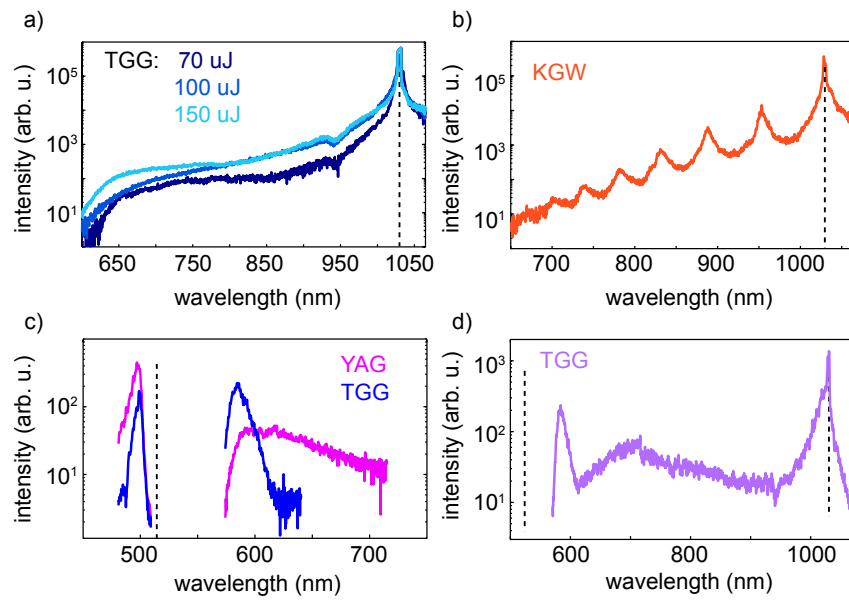 a)
TGG: 70 uJ
100 uJ
150 uJ
intensity (arb. u.)
10^5
10^3
10^1
650 750 850 950 1050
wavelength (nm)
b)
KGW
intensity (arb. u.)
10^5
10^3
10^1
700 800 900 1000
wavelength (nm)
c)
YAG
TGG
intensity (arb. u.)
10^2
10^1
500 600 700
wavelength (nm)
d)
TGG
intensity (arb. u.)
10^3
10^2
10^1
600 800 1000
wavelength (nm)